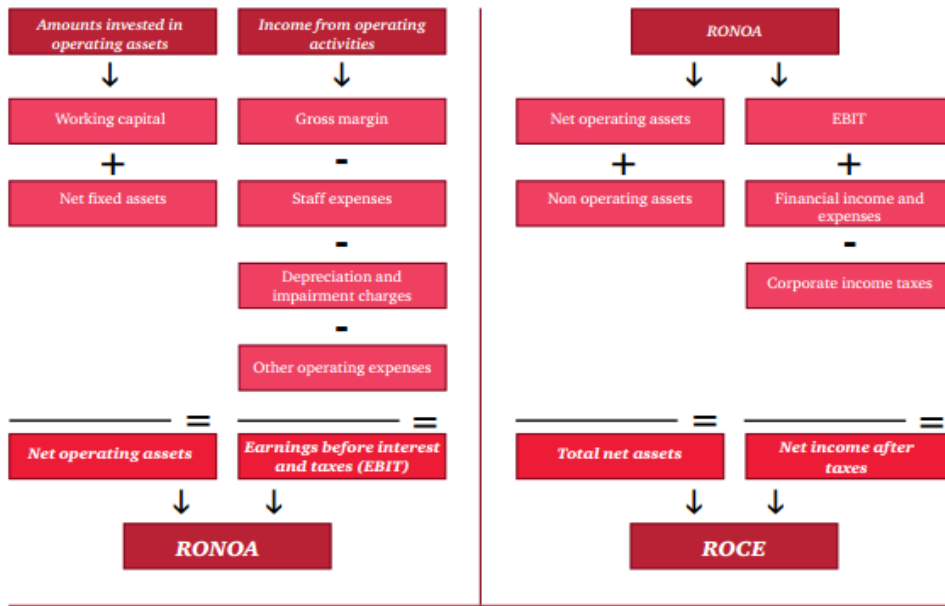 Amounts invested in
operating assets
Income from operating
activities
Working capital
Gross margin
+
-
Net fixed assets
Staff expenses
-
Depreciation and
impairment charges
-
Other operating expenses
=
=
Net operating assets
Earnings before interest
and taxes (EBIT)
RONOA
RONOA
Net operating assets
EBIT
+
+
Non operating assets
Financial income and
expenses
-
Corporate income taxes
=
=
Total net assets
Net income after
taxes
ROCE